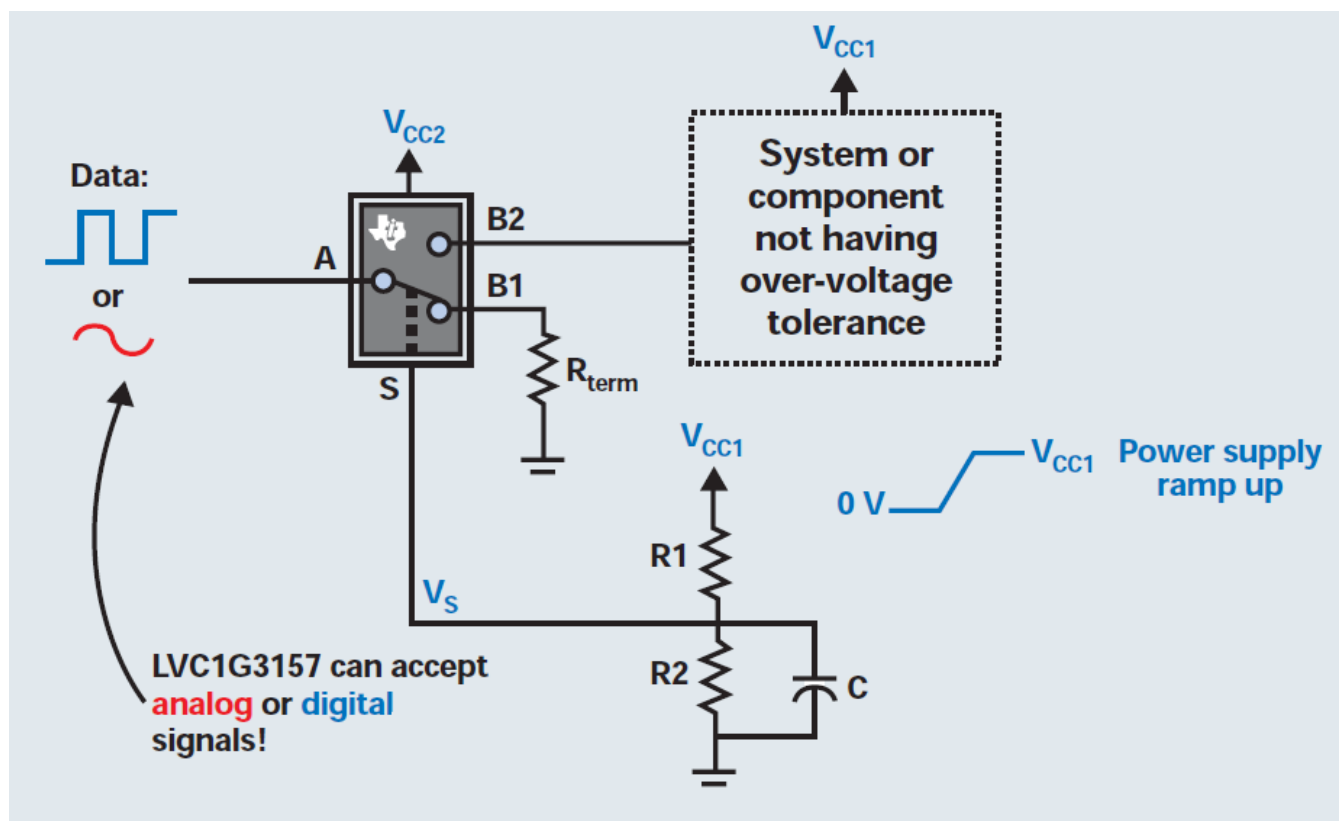 VCC1
VCC2
System or
component
not having
over-voltage
tolerance
Data:
or
A
B2
B1
S
Rterm
VCC1
0 V
VCC1
Power supply
ramp up
R1
VS
R2
C
LVC1G3157 can accept
analog or digital
signals!